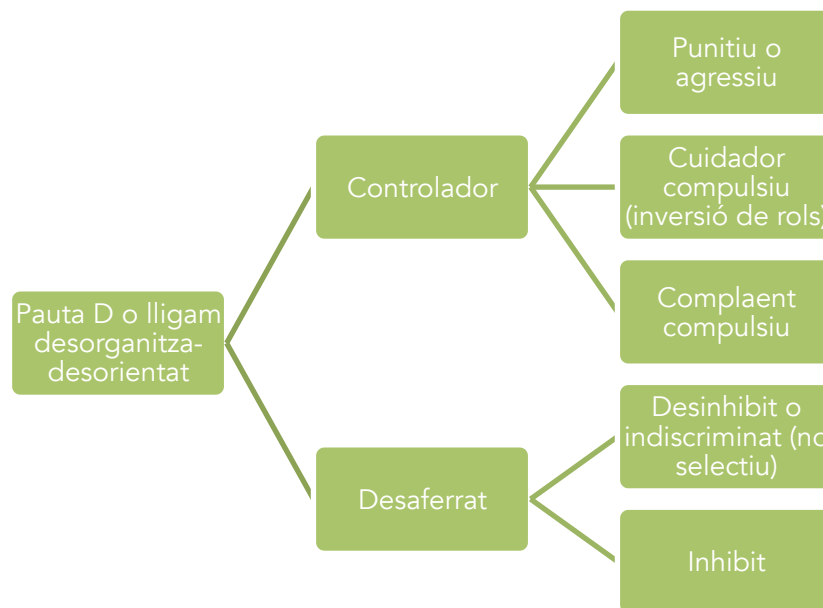 Pauta D o lligam
desorganitza-
desorientat
Controlador
Punitiu o
agressiu
Cuidador
compulsiu
(inversió de rols)
Complaent
compulsiu
Desaferrat
Desinhibit o
indiscriminat (no
selectiu)
Inhibit